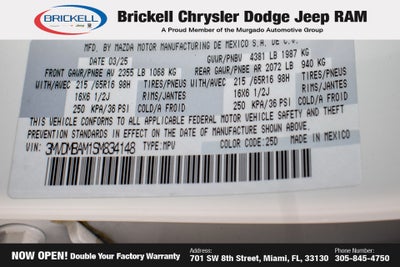 BRICKELL
Brickell Chrysler Dodge Jeep RAM
A Proud Member of the Murgado Automotive Group
MFD. BY MAZDA MOTOR MANUFACTURING DE MEXICO S.A. DE C.V.
DATE 03/25 GVWR/PNBV 4381 LB 1987 KG
FRONT GAWR/PNBE AV 2355 LB 1068 KG REAR GAWR/PNBE AR 2072 LB 940 KG
WITH/AVEC 215/65R16 98H TIRES/PNEUS WITH/AVEC 215/65R16 98H TIRES/PNEUS
16X6 1/2J RIMS/JANTES 16X6 1/2J RIMS/JANTES
250 KPA/36 PSI COLD/A FROID 250 KPA/36 PSI COLD/A FROID
THIS VEHICLE CONFORMS TO ALL APPLICABLE FEDERAL MOTOR VEHICLE SAFETY AND THEFT
PREVENTION STANDARDS IN EFFECT ON THE DATE OF MANUFACTURE SHOWN ABOVE.
MADE IN MEXICO
VIN: 3MVDMBAM1SM834148 TYPE:MPV COLOR CODE: 25D
NOW OPEN! Double Your Factory Warranty
Address:
701 SW 8th Street, Miami, FL, 33130
Phone:
305-845-4750